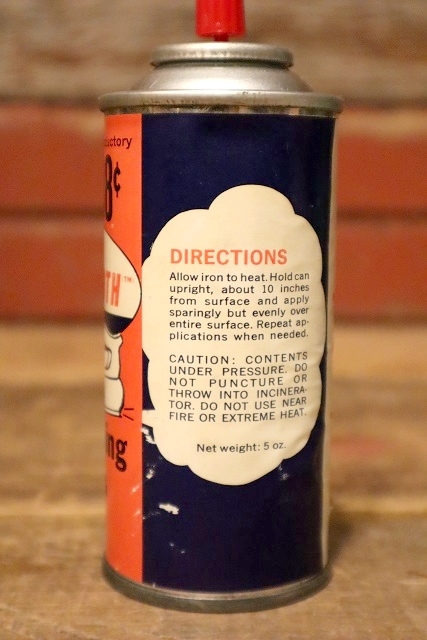 8¢
TH™
ing
DIRECTIONS
Allow iron to heat. Hold can
upright, about 10 inches
from surface and apply
sparingly but evenly over
entire surface. Repeat ap-
plications when needed.
CAUTION: CONTENTS
UNDER PRESSURE. DO
NOT PUNCTURE OR
THROW INTO INCINERA-
TOR. DO NOT USE NEAR
FIRE OR EXTREME HEAT.
Net weight: 5 oz.